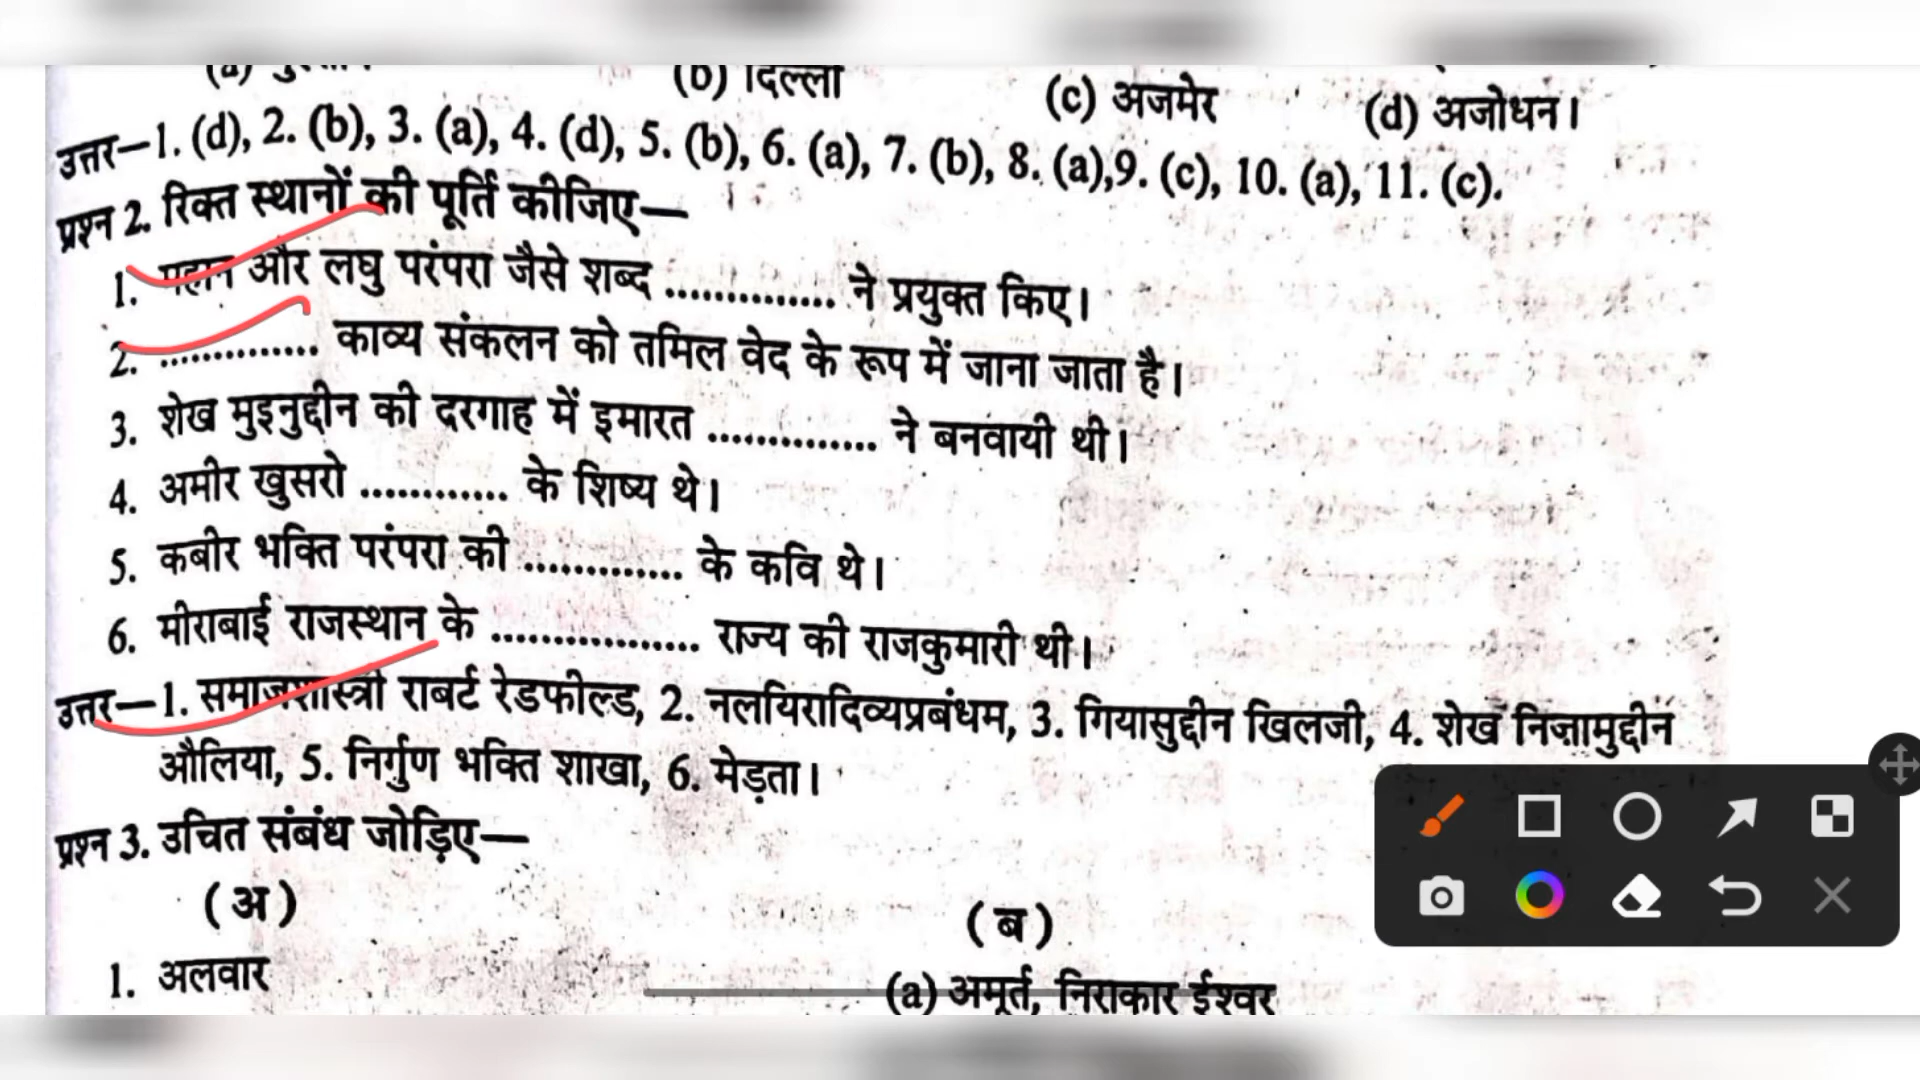 (b) दिल्ली
(c) अजमेर
(d) अजोधन।
उत्तर—1. (d), 2. (b), 3. (a), 4. (d), 5. (b), 6. (a), 7. (b), 8. (a),9. (c), 10. (a), 11. (c).
प्रश्न 2. रिक्त स्थानों की पूर्ति कीजिए—
1. महान और लघु परंपरा जैसे शब्द .............. ने प्रयुक्त किए।
2. ............. काव्य संकलन को तमिल वेद के रूप में जाना जाता है।
3. शेख मुइनुद्दीन की दरगाह में इमारत .............. ने बनवायी थी।
4. अमीर खुसरो ............ के शिष्य थे।
5. कबीर भक्ति परंपरा की ............. के कवि थे।
6. मीराबाई राजस्थान के ................. राज्य की राजकुमारी थी।
उत्तर—1. समाजशास्त्री राबर्ट रेडफील्ड, 2. नलयिरादिव्यप्रबंधम, 3. गियासुद्दीन खिलजी, 4. शेख निज़ामुद्दीन
औलिया, 5. निर्गुण भक्ति शाखा, 6. मेड़ता।
प्रश्न 3. उचित संबंध जोड़िए—
(अ)
(ब)
1. अलवार
(a) अमूर्त, निराकार ईश्वर